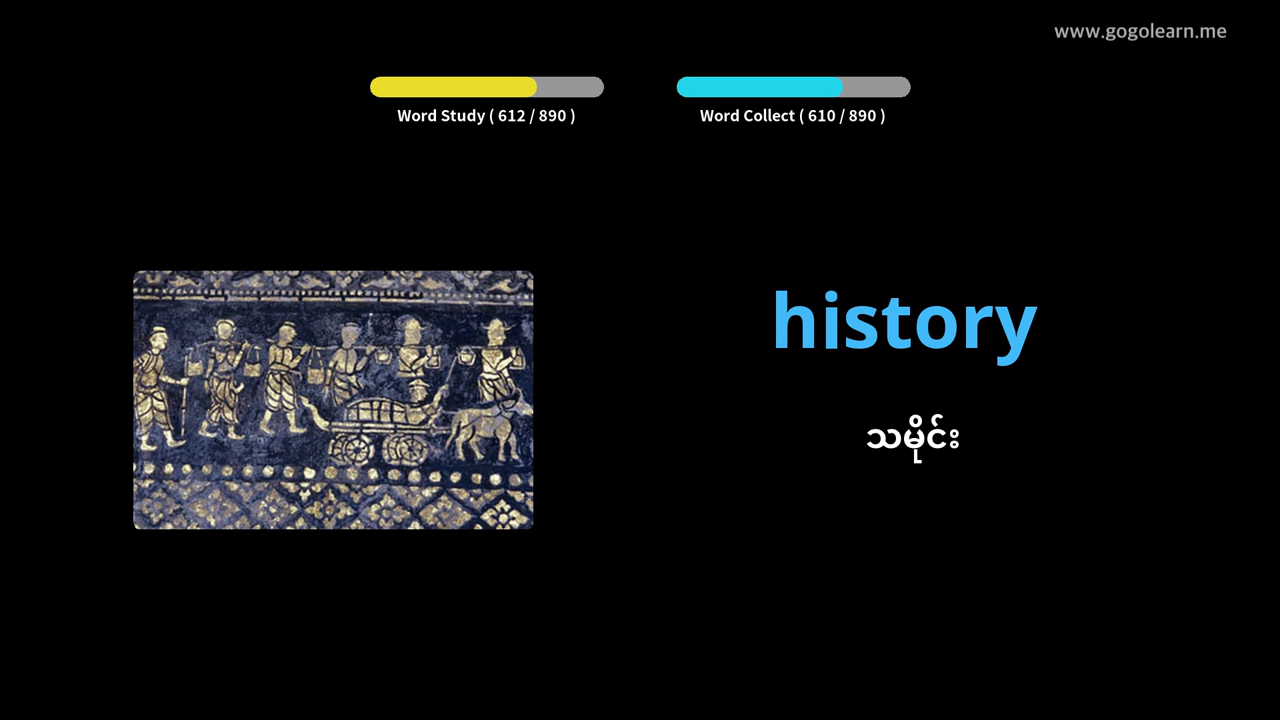 www.gogolearn.me
Word Study ( 612 / 890 )
Word Collect ( 610 / 890 )
history
သမိုင်း